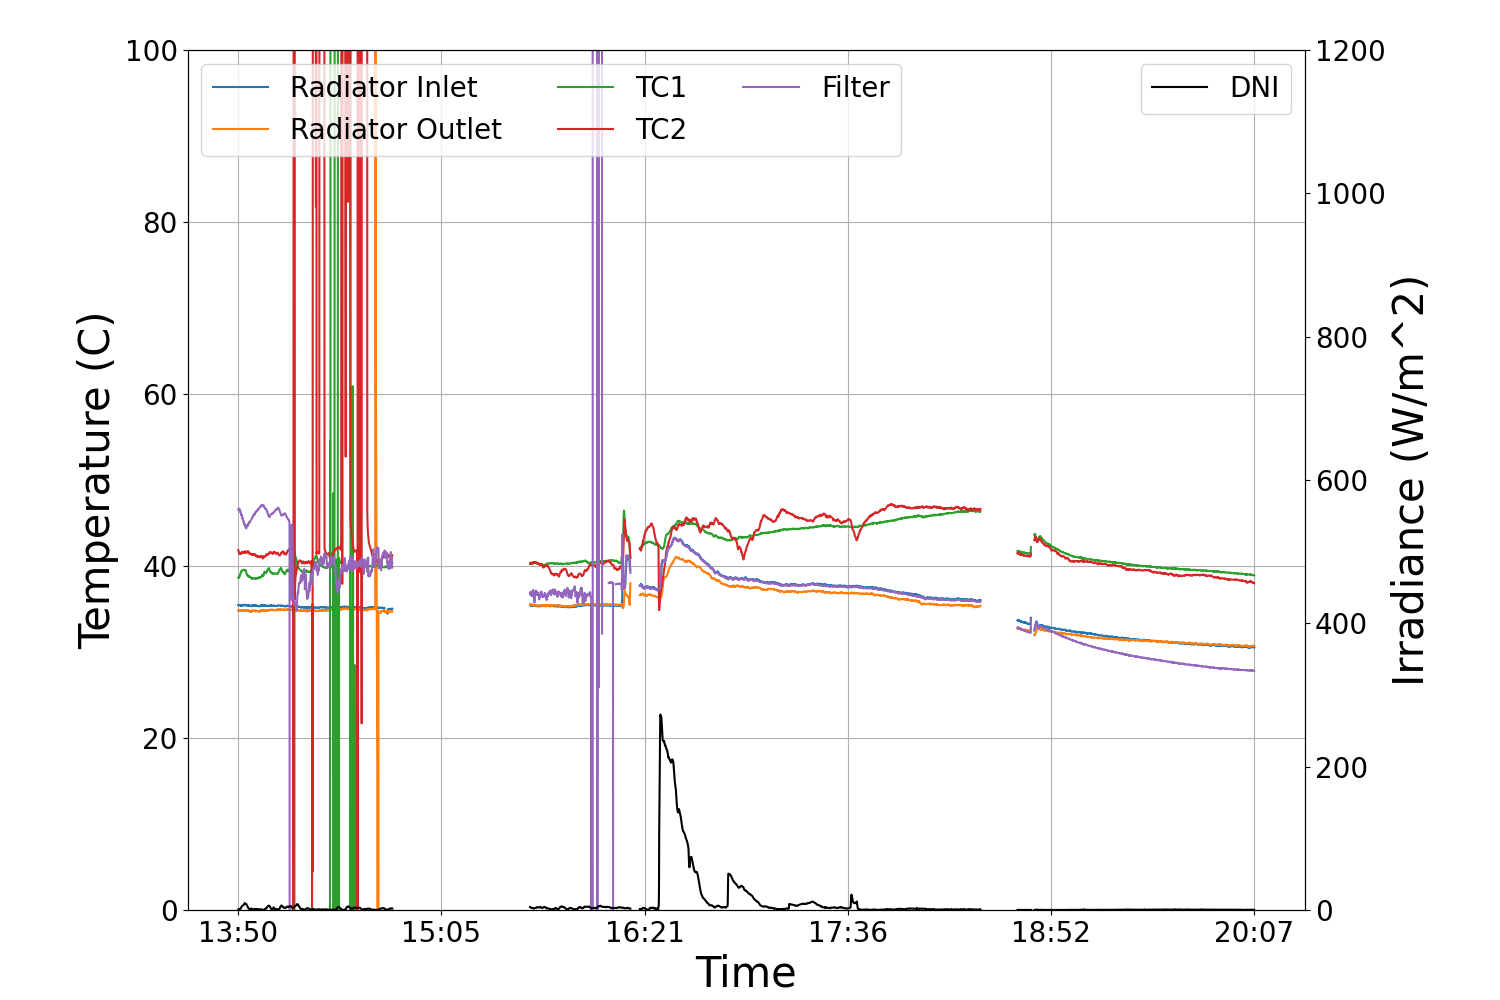 100
80
60
40
20
0
Temperature (C)
Radiator Inlet
Radiator Outlet
TC1
TC2
Filter
DNI
1200
1000
800
600
400
200
0
Irradiance (W/m^2)
13:50 15:05 16:21 17:36 18:52 20:07
Time